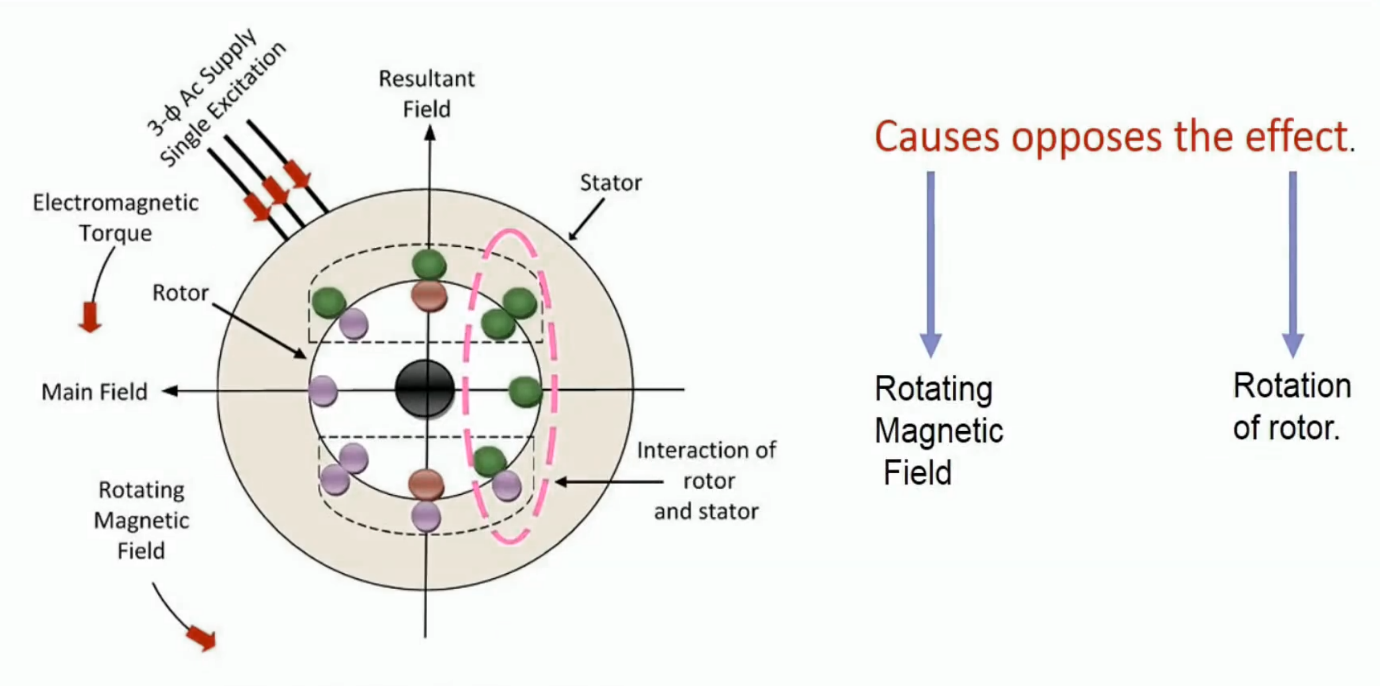 3-ф Ac Supply
Single Excitation
Resultant
Field
Stator
Electromagnetic
Torque
Rotor
Main Field
Interaction of
rotor
and stator
Rotating
Magnetic
Field
Causes opposes the effect.
Rotating
Magnetic
Field
Rotation
of rotor.